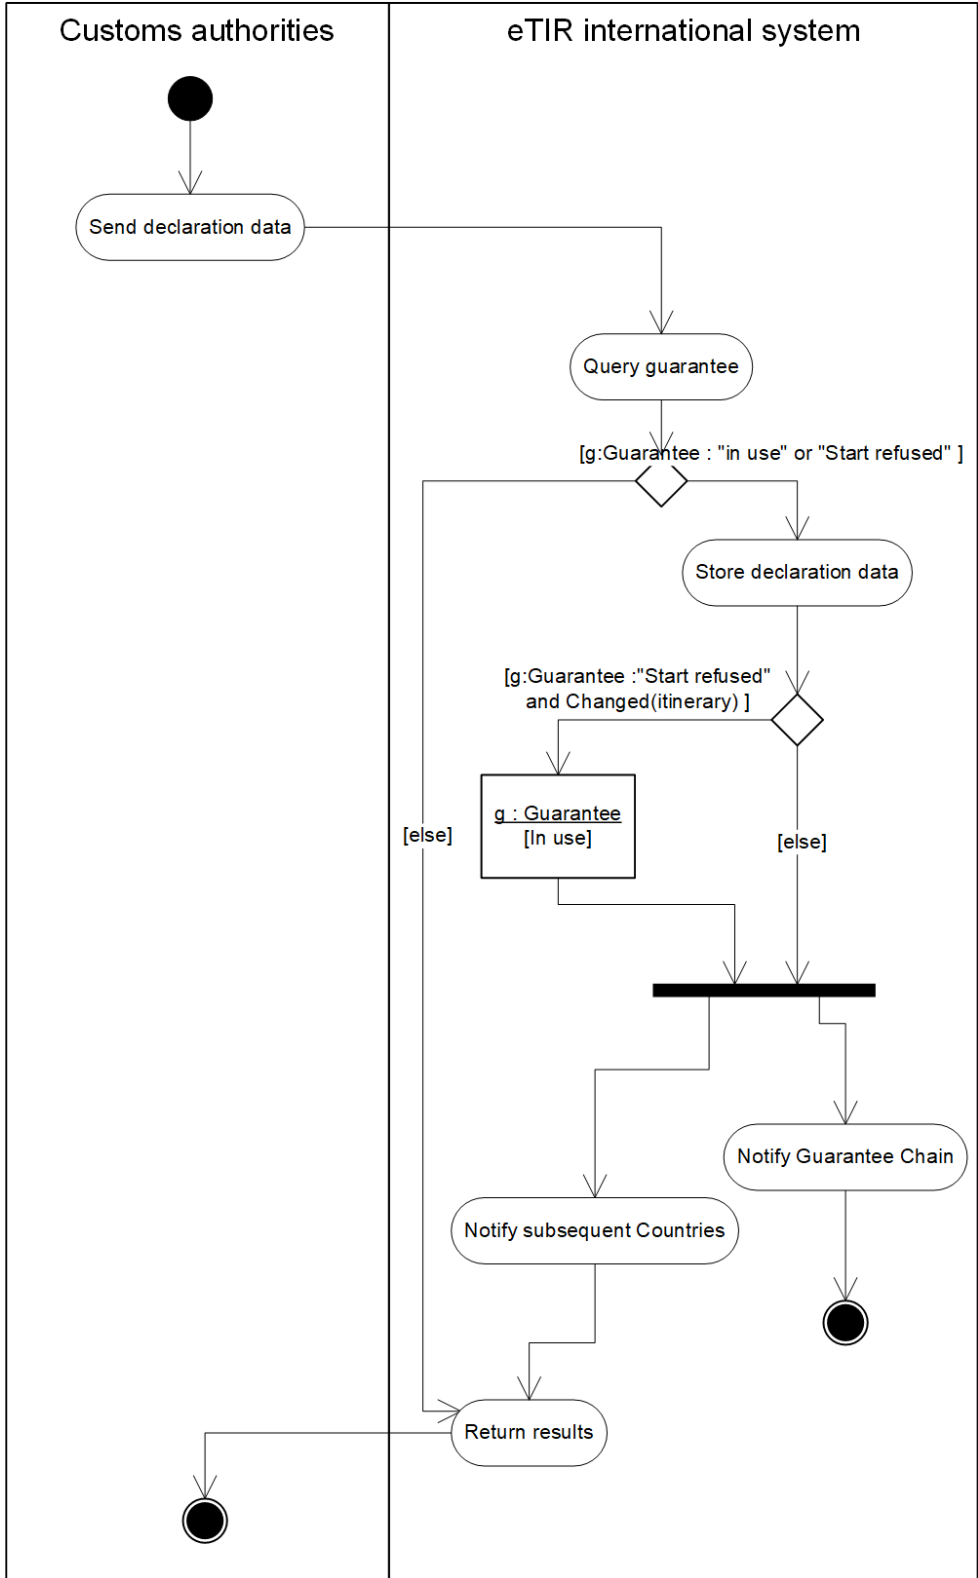 Customs authorities
eTIR international system
Send declaration data
Query guarantee
[g:Guarantee : "in use" or "Start refused" ]
Store declaration data
[g:Guarantee :"Start refused"
and Changed(itinerary) ]
g : Guarantee
[In use]
[else]
[else]
Notify Guarantee Chain
Notify subsequent Countries
Return results